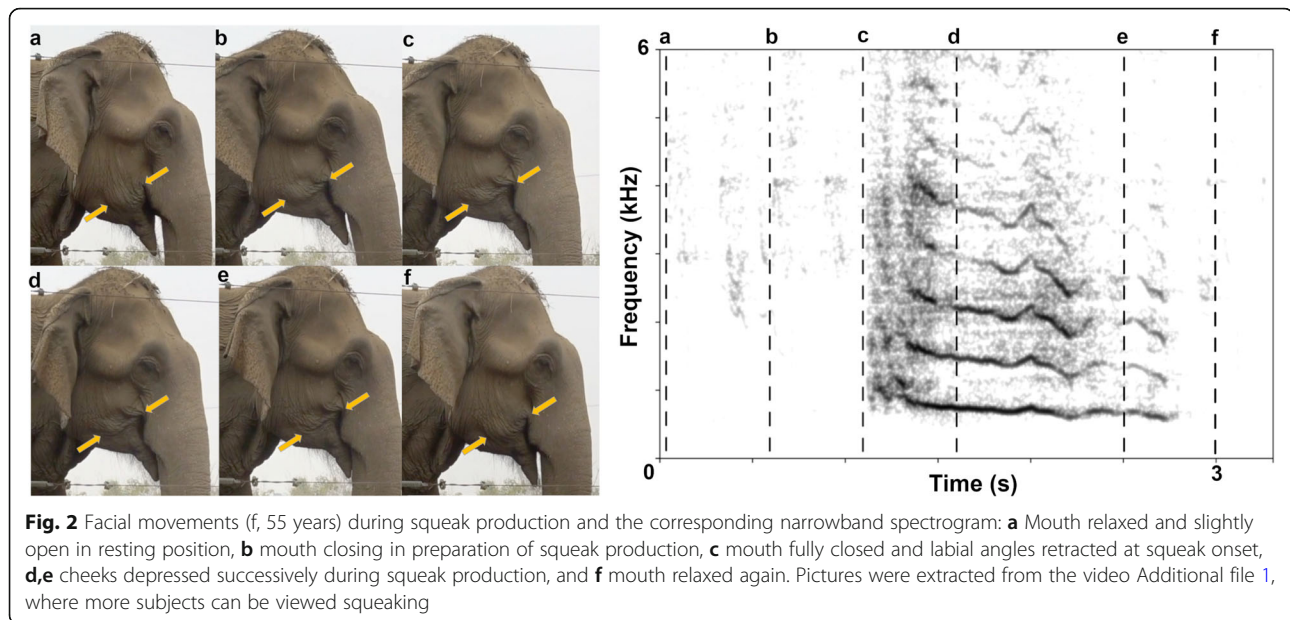 a b c
d e f
a b c d e f
6
Frequency (kHz)
0 3
Time (s)
Fig. 2 Facial movements (f, 55 years) during squeak production and the corresponding narrowband spectrogram: a Mouth relaxed and slightly
open in resting position, b mouth closing in preparation of squeak production, c mouth fully closed and labial angles retracted at squeak onset,
d,e cheeks depressed successively during squeak production, and f mouth relaxed again. Pictures were extracted from the video Additional file 1,
where more subjects can be viewed squeaking